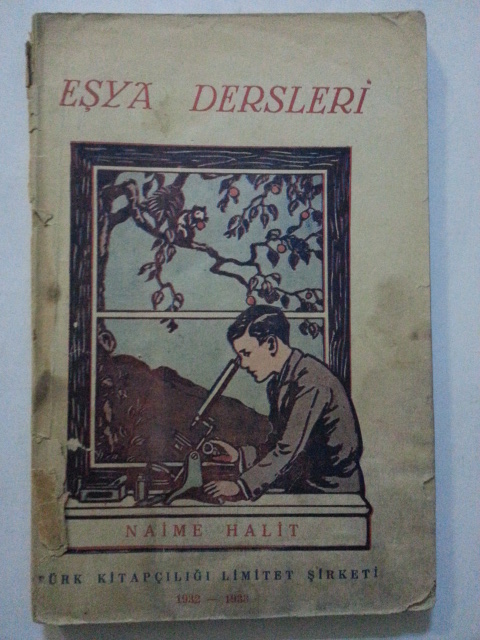 EŞYA DERSLERİ
NAİME HALİT
TÜRK KİTAPÇILIĞI LİMİTET ŞİRKETİ
1932 — 1933